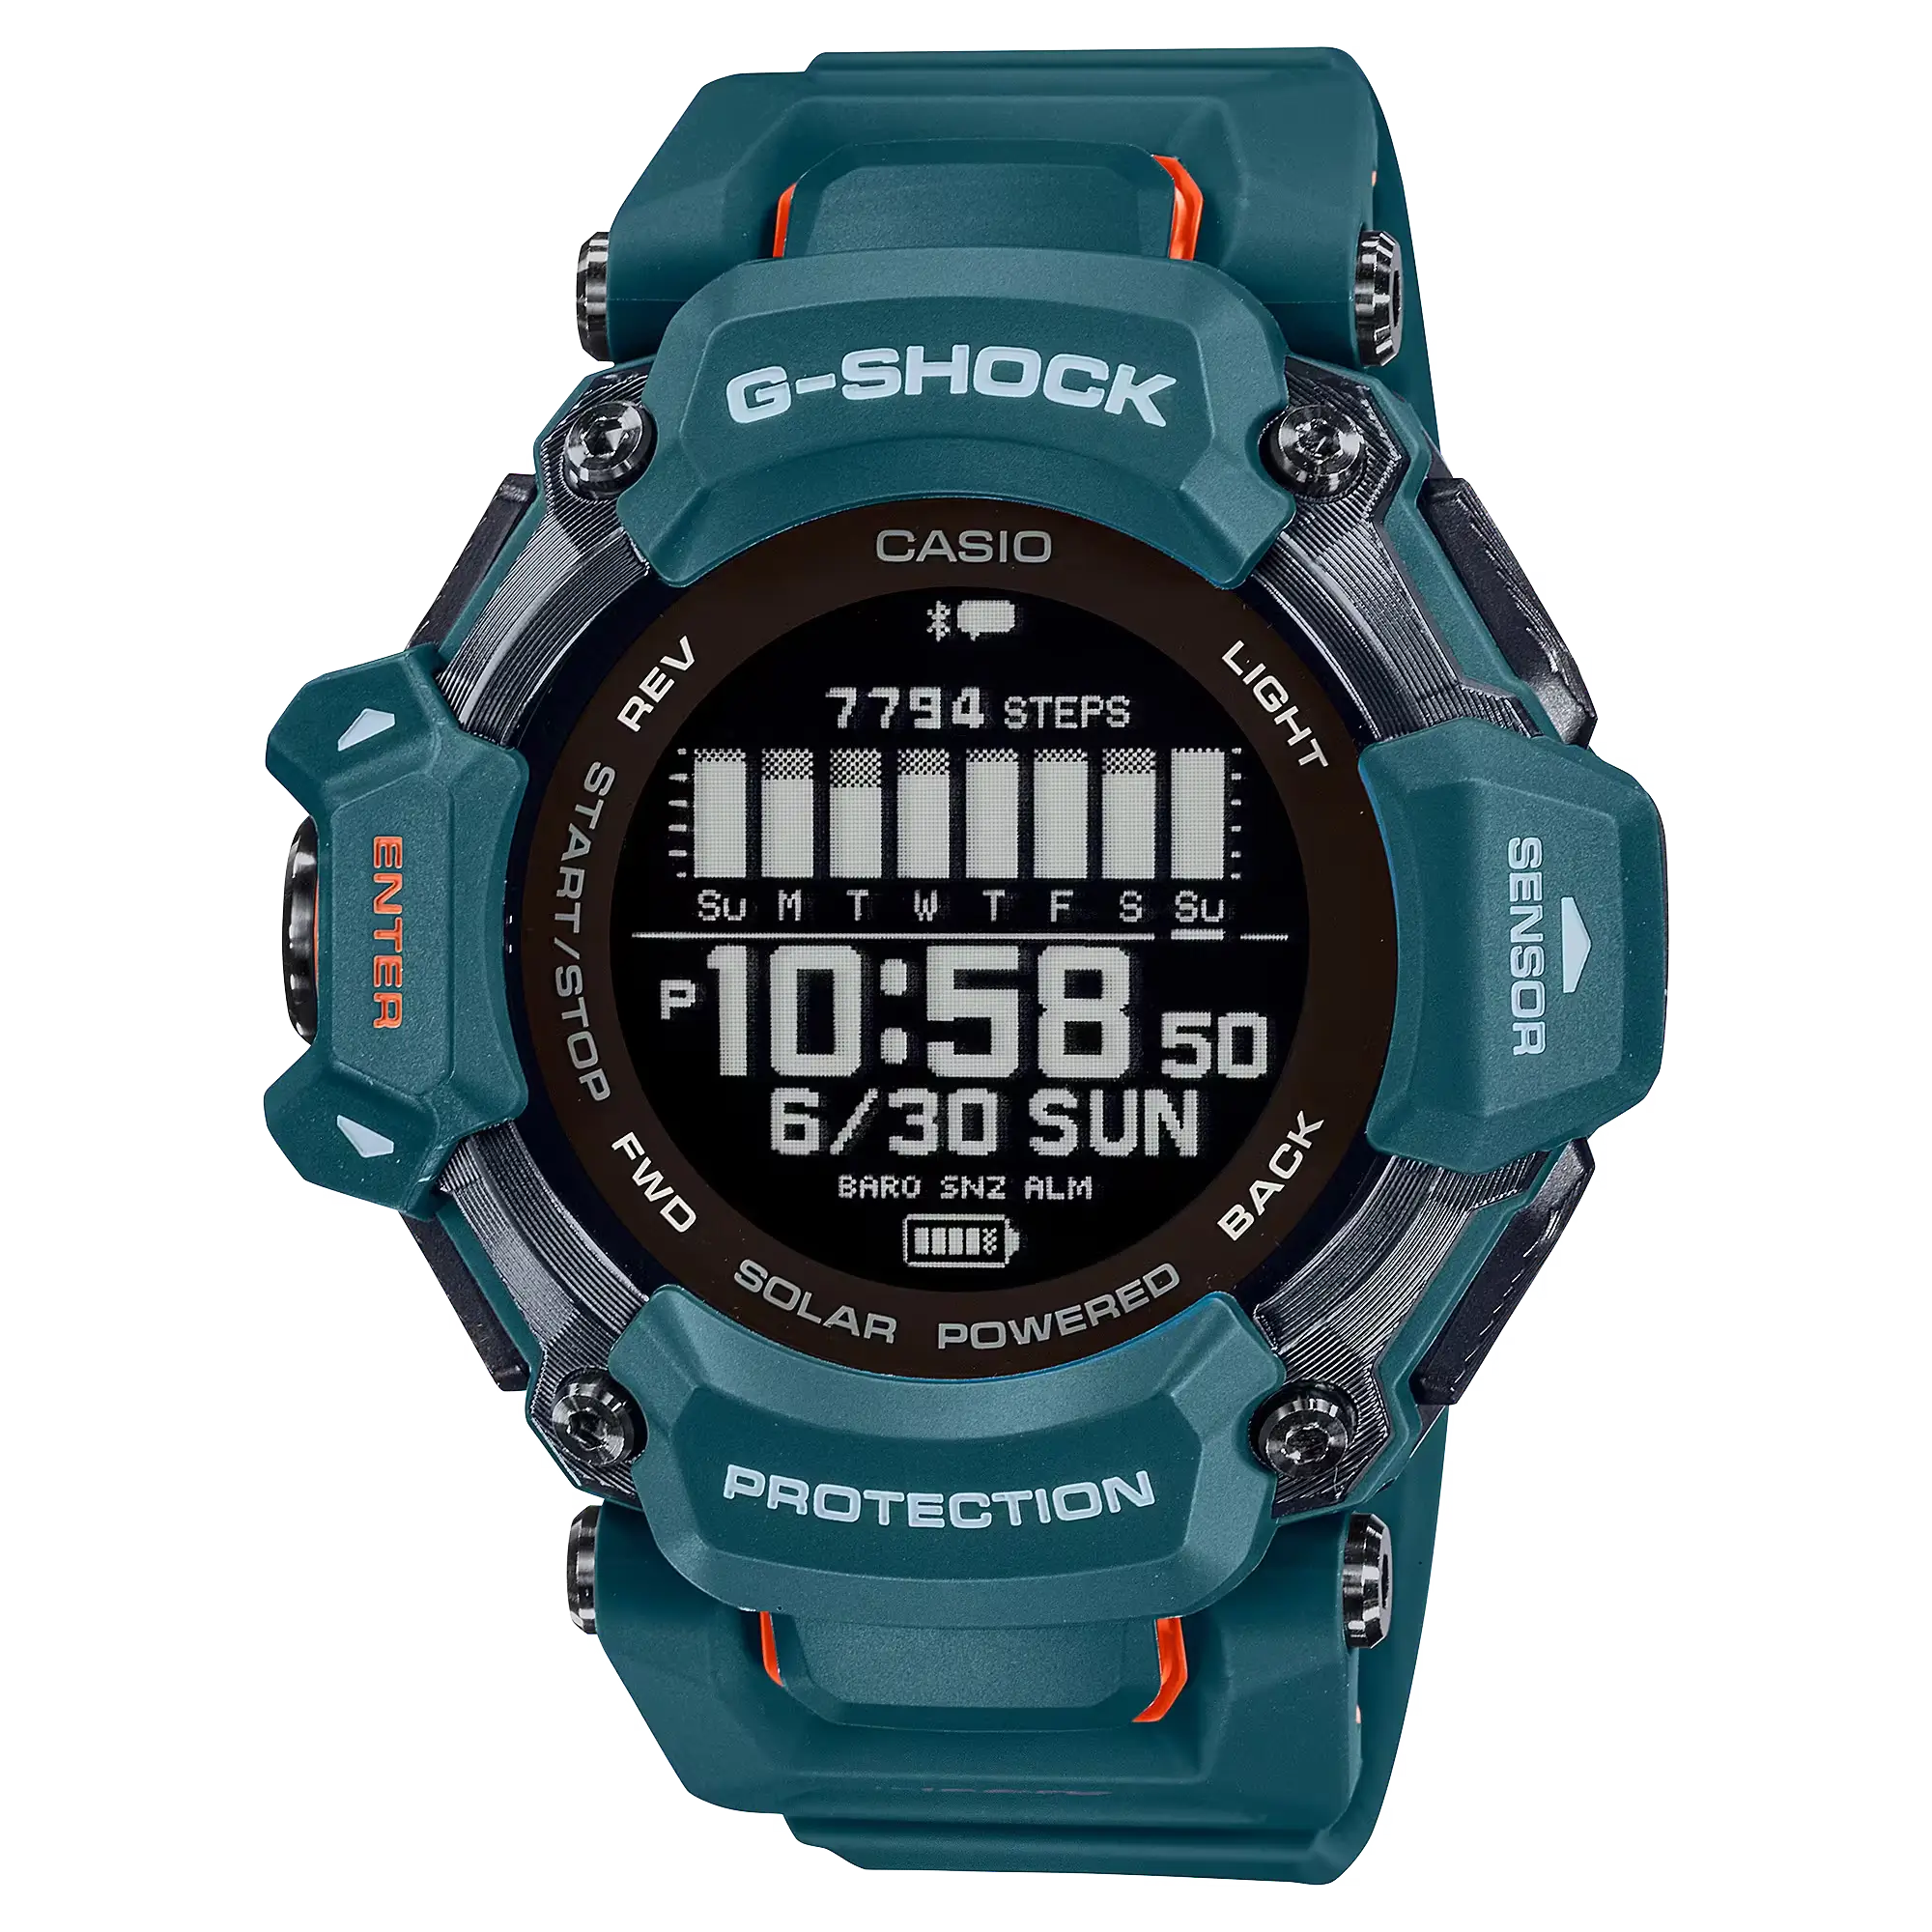 G-SHOCK
CASIO
REV
LIGHT
7794 STEPS
Su M T W T F S Su
START/STOP
ENTER
SENSOR
P 10:58 50
6/30 SUN
BARO SNZ ALM
FWD
BACK
SOLAR POWERED
PROTECTION